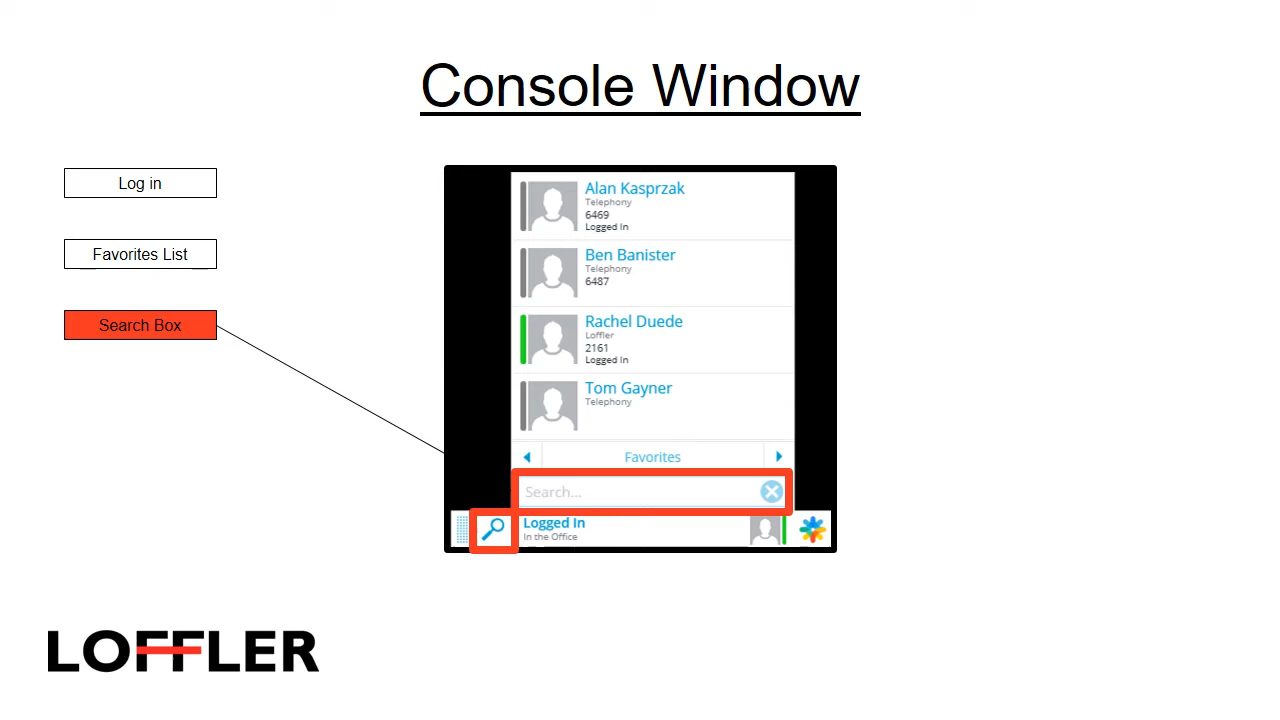 Console Window
Log in
Favorites List
Search Box
Alan Kasprzak
Telephony
6469
Logged In
Ben Banister
Telephony
6487
Rachel Duede
Loffler
2161
Logged In
Tom Gayner
Telephony
Favorites
Search...
Logged In
In the Office
LOFFLER